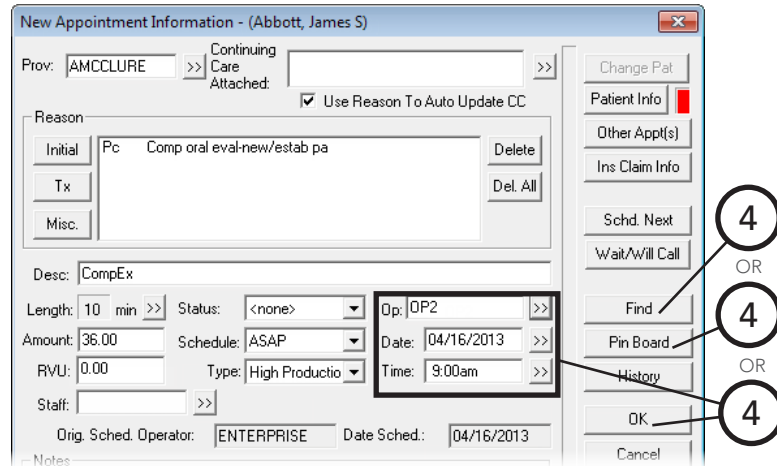 New Appointment Information - (Abbott, James S)
Prov: AMCCLURE >> Continuing Care Attached: >>
Use Reason To Auto Update CC
Reason
Initial
Pc Comp oral eval-new/estab pa
Delete
Tx
Del. All
Misc.
Desc: CompEx
Length: 10 min >> Status: <none> Op: OP2 >>
Amount: 36.00 Schedule: ASAP Date: 04/16/2013 >>
RVU: 0.00 Type: High Productio Time: 9:00am >>
Staff: >>
Orig. Sched. Operator: ENTERPRISE Date Sched.: 04/16/2013
Notes
Change Pat
Patient Info
Other Appt(s)
Ins Claim Info
Schd. Next
Wait/Will Call
Find
Pin Board
History
OK
Cancel
4
OR
4
OR
4